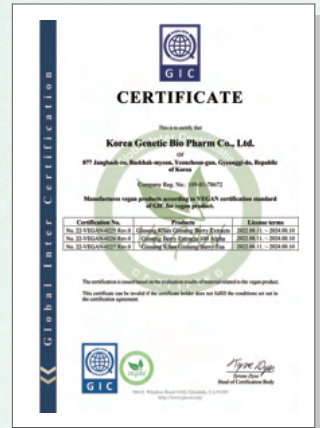 Global Inter Certification
GIC
CERTIFICATE
This is to certify that
Korea Genetic Bio Pharm Co., Ltd.
OF
877 Jangbaek-ro, Baekhak-myeon, Yeoncheon-gun, Gyeonggi-do, Republic
of Korea
Company Reg. No.: 109-81-78672
Manufactures vegan products according to VEGAN certification standard
of GIC for vegan product.
Certification No. Products License terms
No. 22-VEGAN-0225 Rev.0 Ginseng Khan Ginseng Berry Extracts 2022.08.11. ~ 2024.08.10
No. 22-VEGAN-0226 Rev.0 Ginseng Berry Extracts 100 Alpha 2022.08.11. ~ 2024.08.10
No. 22-VEGAN-0227 Rev.0 Ginseng Khan Ginseng Berry Tea 2022.08.11. ~ 2024.08.10
The certification is issued based on the evaluation results of material related to the vegan product.
This certificate can be invalid if the certificate holder does not fulfill the conditions set out in
the certification agreement.
GIC
VEGAN
Tyrone Dyse
Head of Certification Body
CERTIFIED